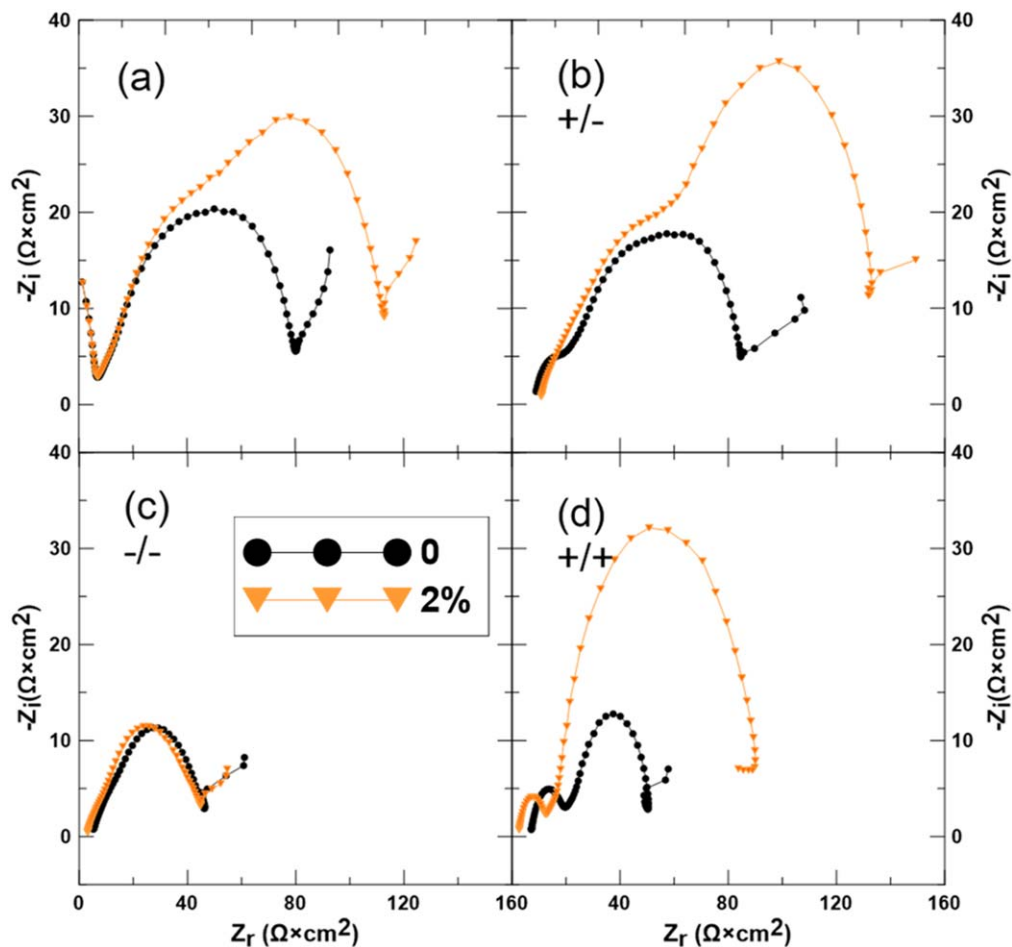 40 40
(a) (b)
+/-
30 30
-Zi (Ω×cm2) -Zi (Ω×cm2)
20 20
10 10
0 0
40 40
(c) (d)
-/- +/+
0
2%
30 30
-Zi(Ω×cm2) -Zi(Ω×cm2)
20 20
10 10
0 0
0 40 80 120 160 40 80 120 160
Zr (Ω×cm2) Zr (Ω×cm2)